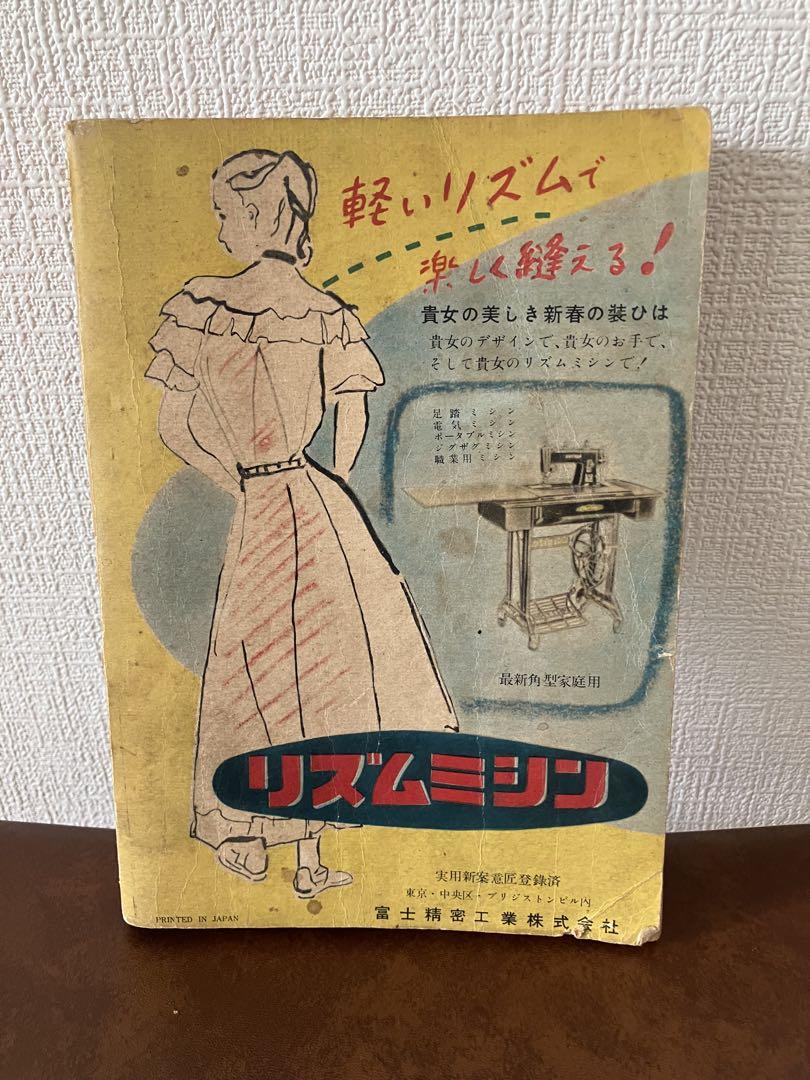 軽いリズムで
楽しく縫える!
貴女の美しき新春の装ひは
貴女のデザインで、貴女のお手で、
そして貴女のリズムミシンで!
足踏ミシン
電気ミシン
ポータブルミシン
ジグザグミシン
職業用ミシン
最新角型家庭用
リズムミシン
実用新案意匠登録済
東京・中央区・ブリジストンビル内
富士精密工業株式会社
PRINTED IN JAPAN